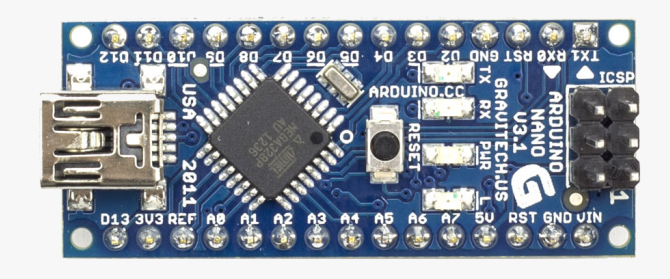 D12 D11 D10 D9 D8 D7 D6 D5 D4 D3 D2 GND RST RX0 TX1
ICSP
1
ARDUINO
NANO
V3.1
GRAVITECH.US
ARDUINO.CC
TX
RX
PWR
L
RESET
MEGA328P
AU 1236
USA
2011
D13 3V3 REF A0 A1 A2 A3 A4 A5 A6 A7 5V RST GND VIN